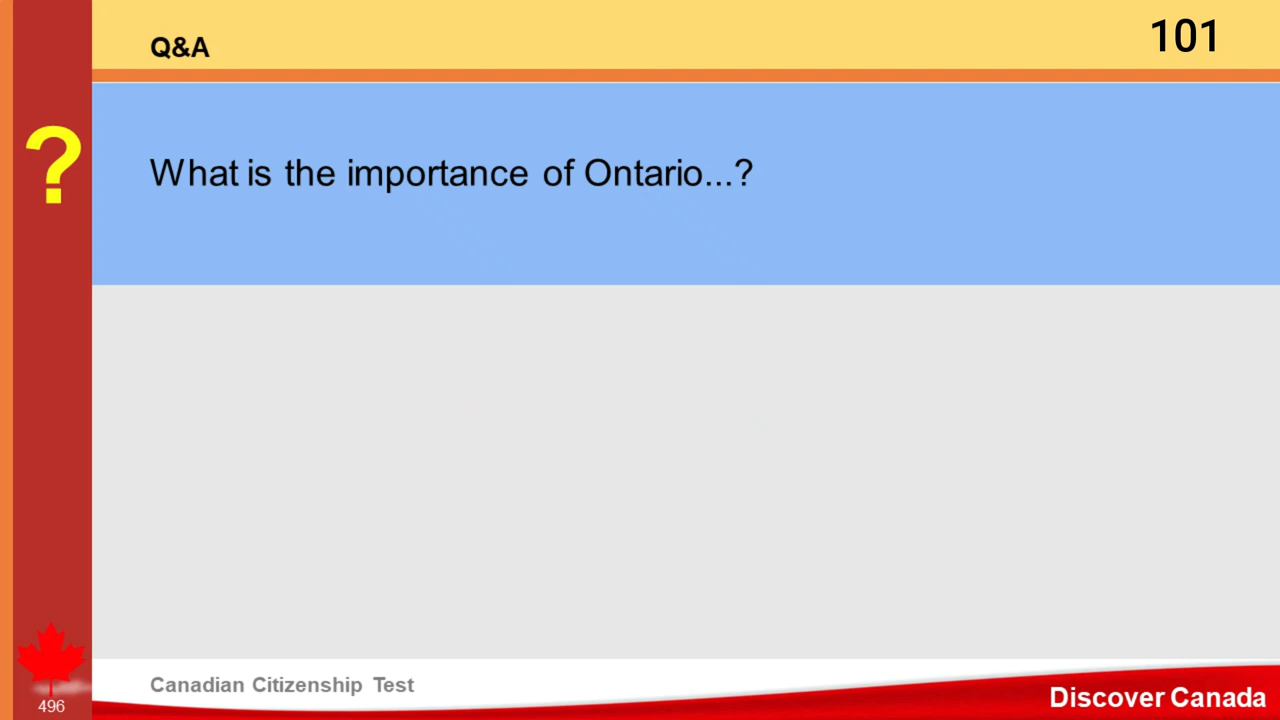 Q&A
101
?
What is the importance of Ontario...?
Canadian Citizenship Test
496
Discover Canada